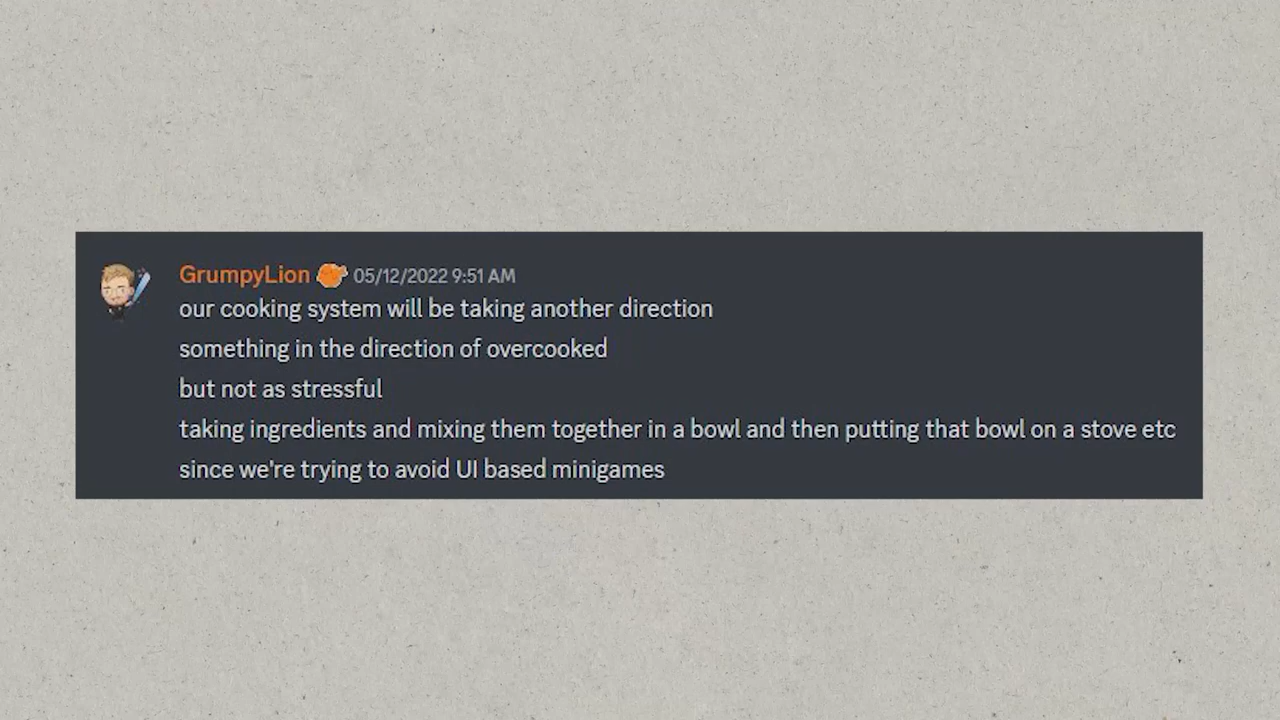 GrumpyLion 05/12/2022 9:51 AM
our cooking system will be taking another direction
something in the direction of overcooked
but not as stressful
taking ingredients and mixing them together in a bowl and then putting that bowl on a stove etc
since we're trying to avoid UI based minigames